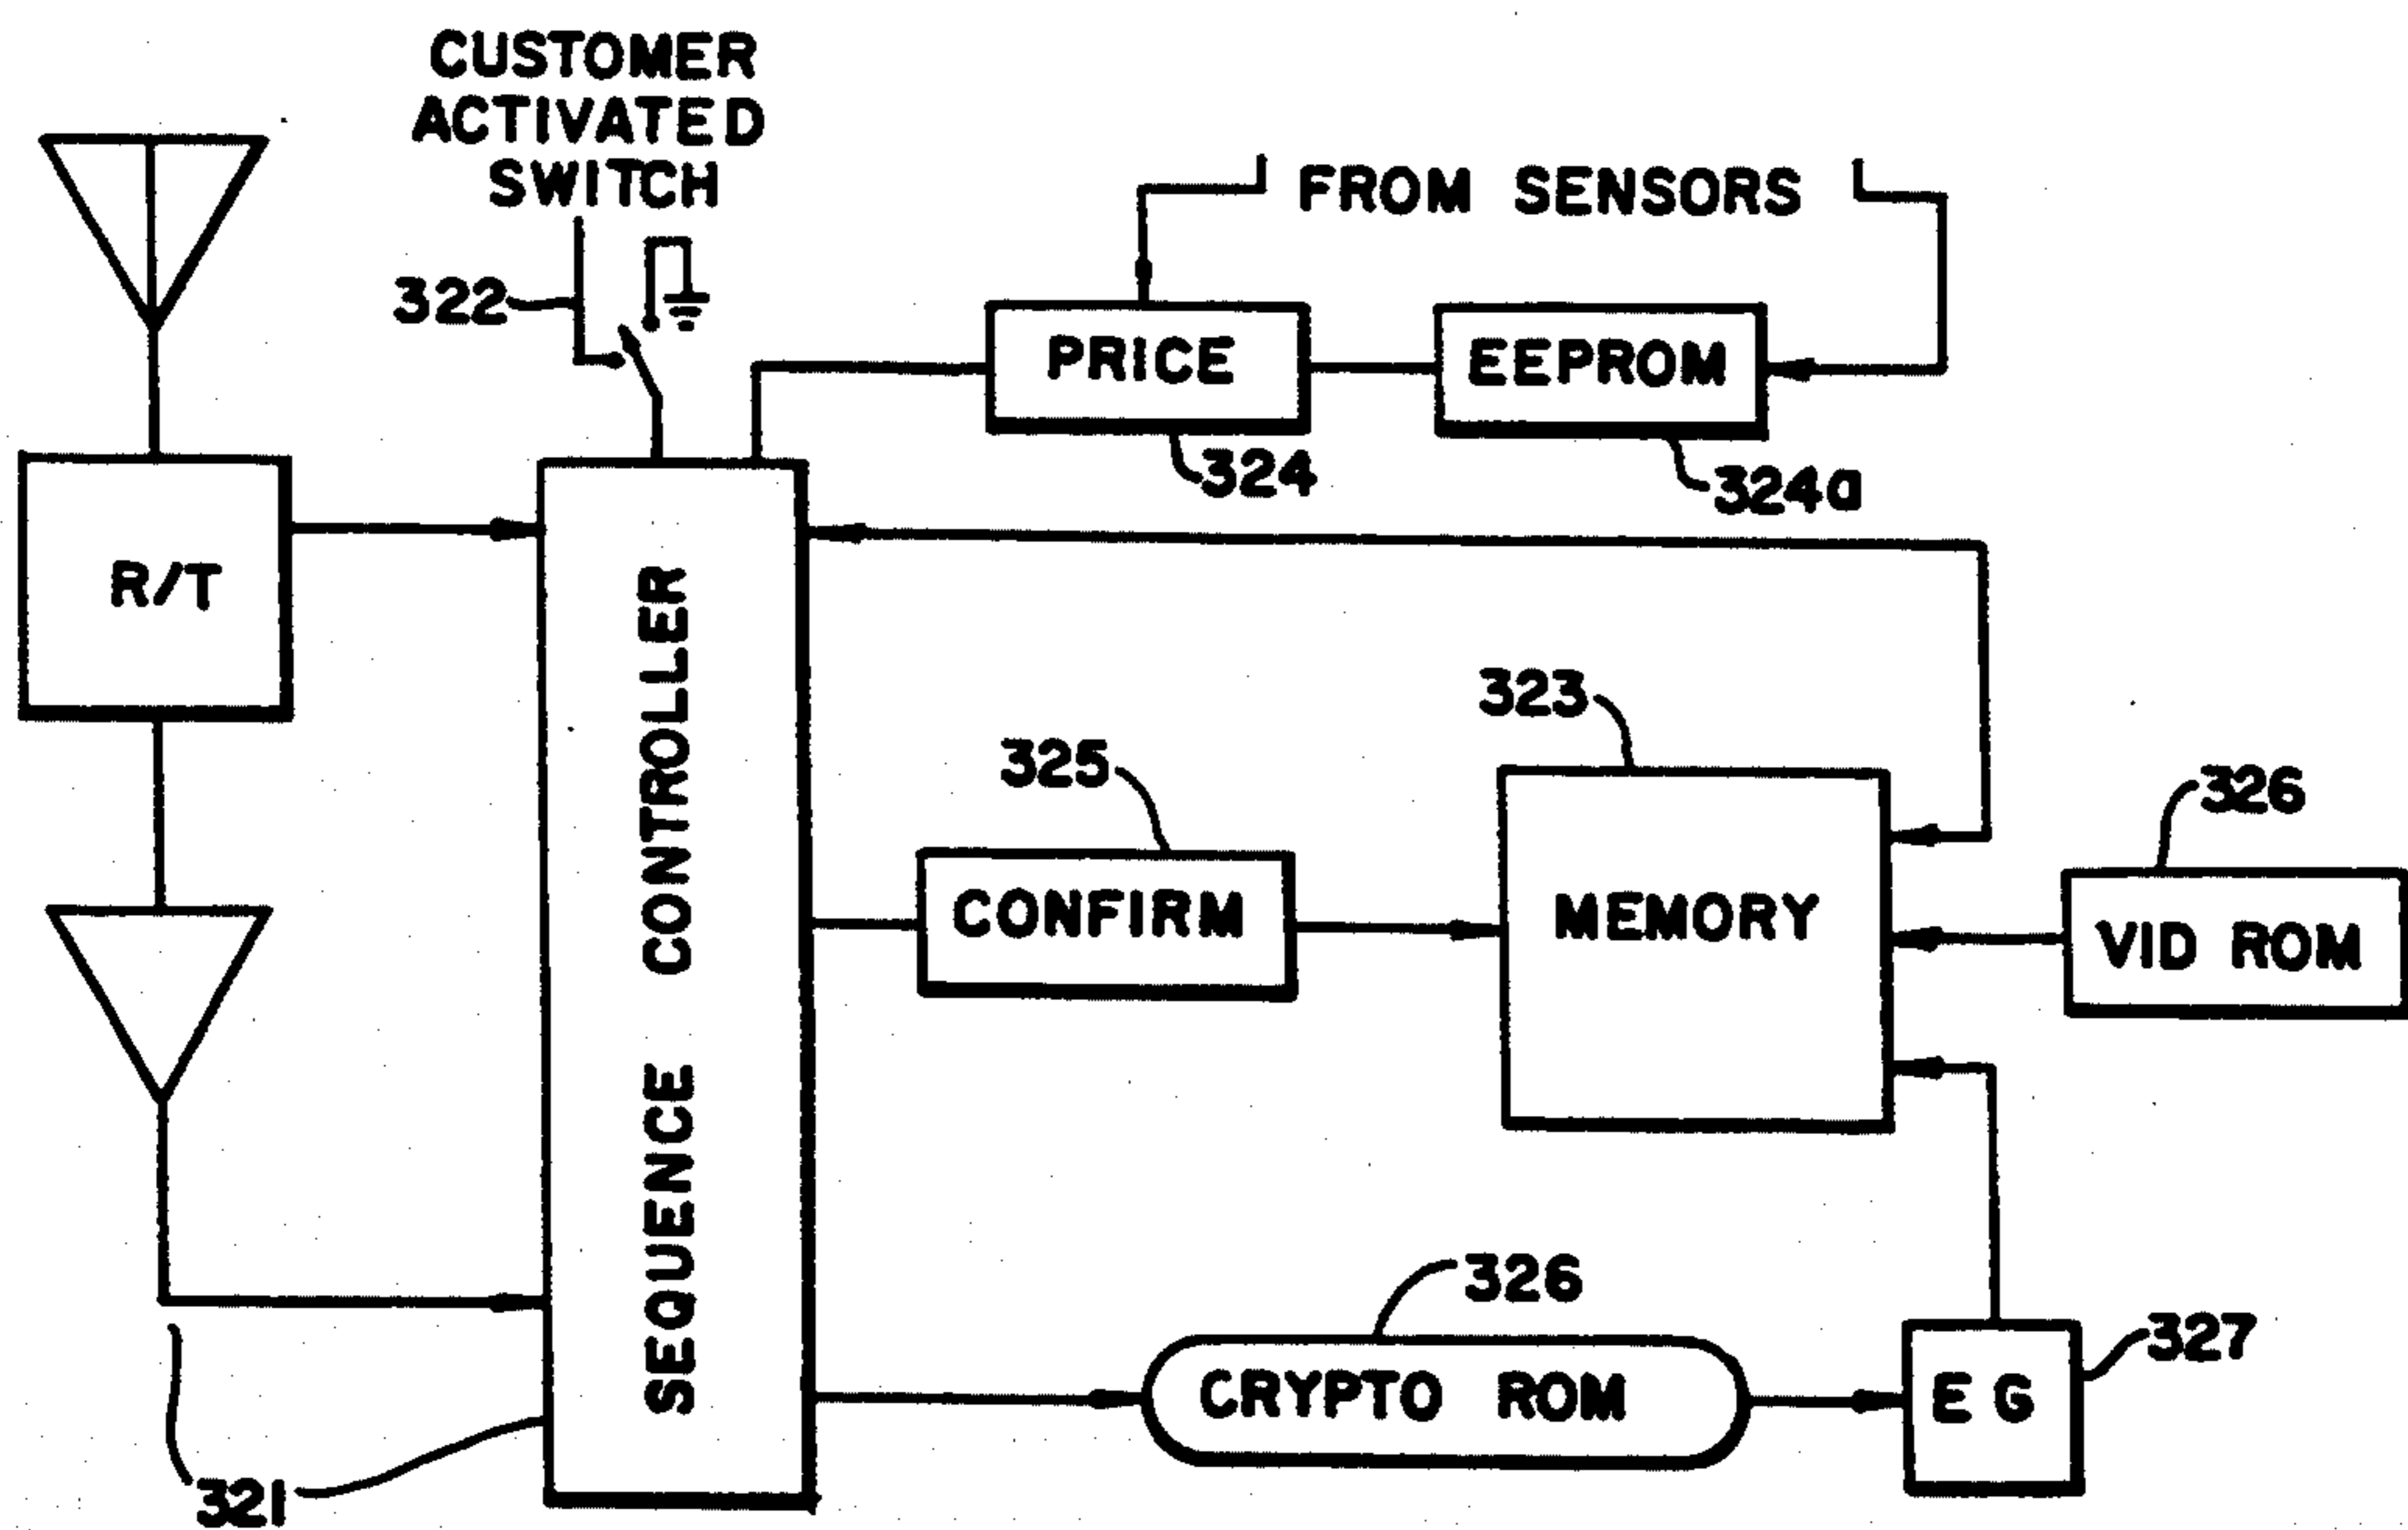 CUSTOMER
ACTIVATED
SWITCH
FROM SENSORS
322
PRICE
EEPROM
324
324a
R/T
SEQUENCE CONTROLLER
323
325
326
CONFIRM
MEMORY
VID ROM
326
327
CRYPTO ROM
EG
321